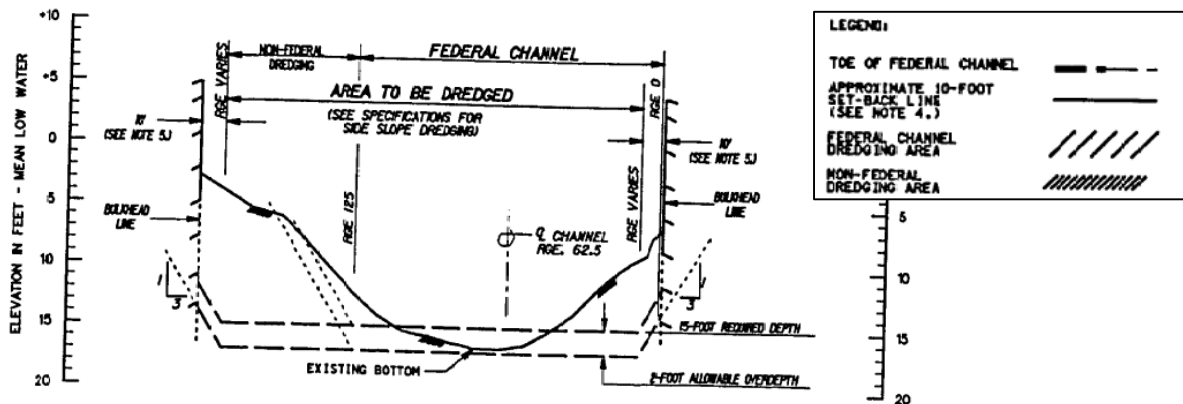 +10
+5
0
5
10
15
20
ELEVATION IN FEET - MEAN LOW WATER
NON-FEDERAL
DREDGING
FEDERAL CHANNEL
RGE VARIES
AREA TO BE DREDGED
(SEE SPECIFICATIONS FOR
SIDE SLOPE DREDGING)
RGE 0
10'
(SEE NOTE 5.)
10'
(SEE NOTE 5.)
BULKHEAD
LINE
RGE 125
RGE VARIES
BULKHEAD
LINE
℄ CHANNEL
RGE. 62.5
1
3
1
3
15-FOOT REQUIRED DEPTH
EXISTING BOTTOM
2-FOOT ALLOWABLE OVERDEPTH
5
10
15
20
LEGEND:
TOE OF FEDERAL CHANNEL
APPROXIMATE 10-FOOT
SET-BACK LINE
(SEE NOTE 4.)
FEDERAL CHANNEL
DREDGING AREA
NON-FEDERAL
DREDGING AREA